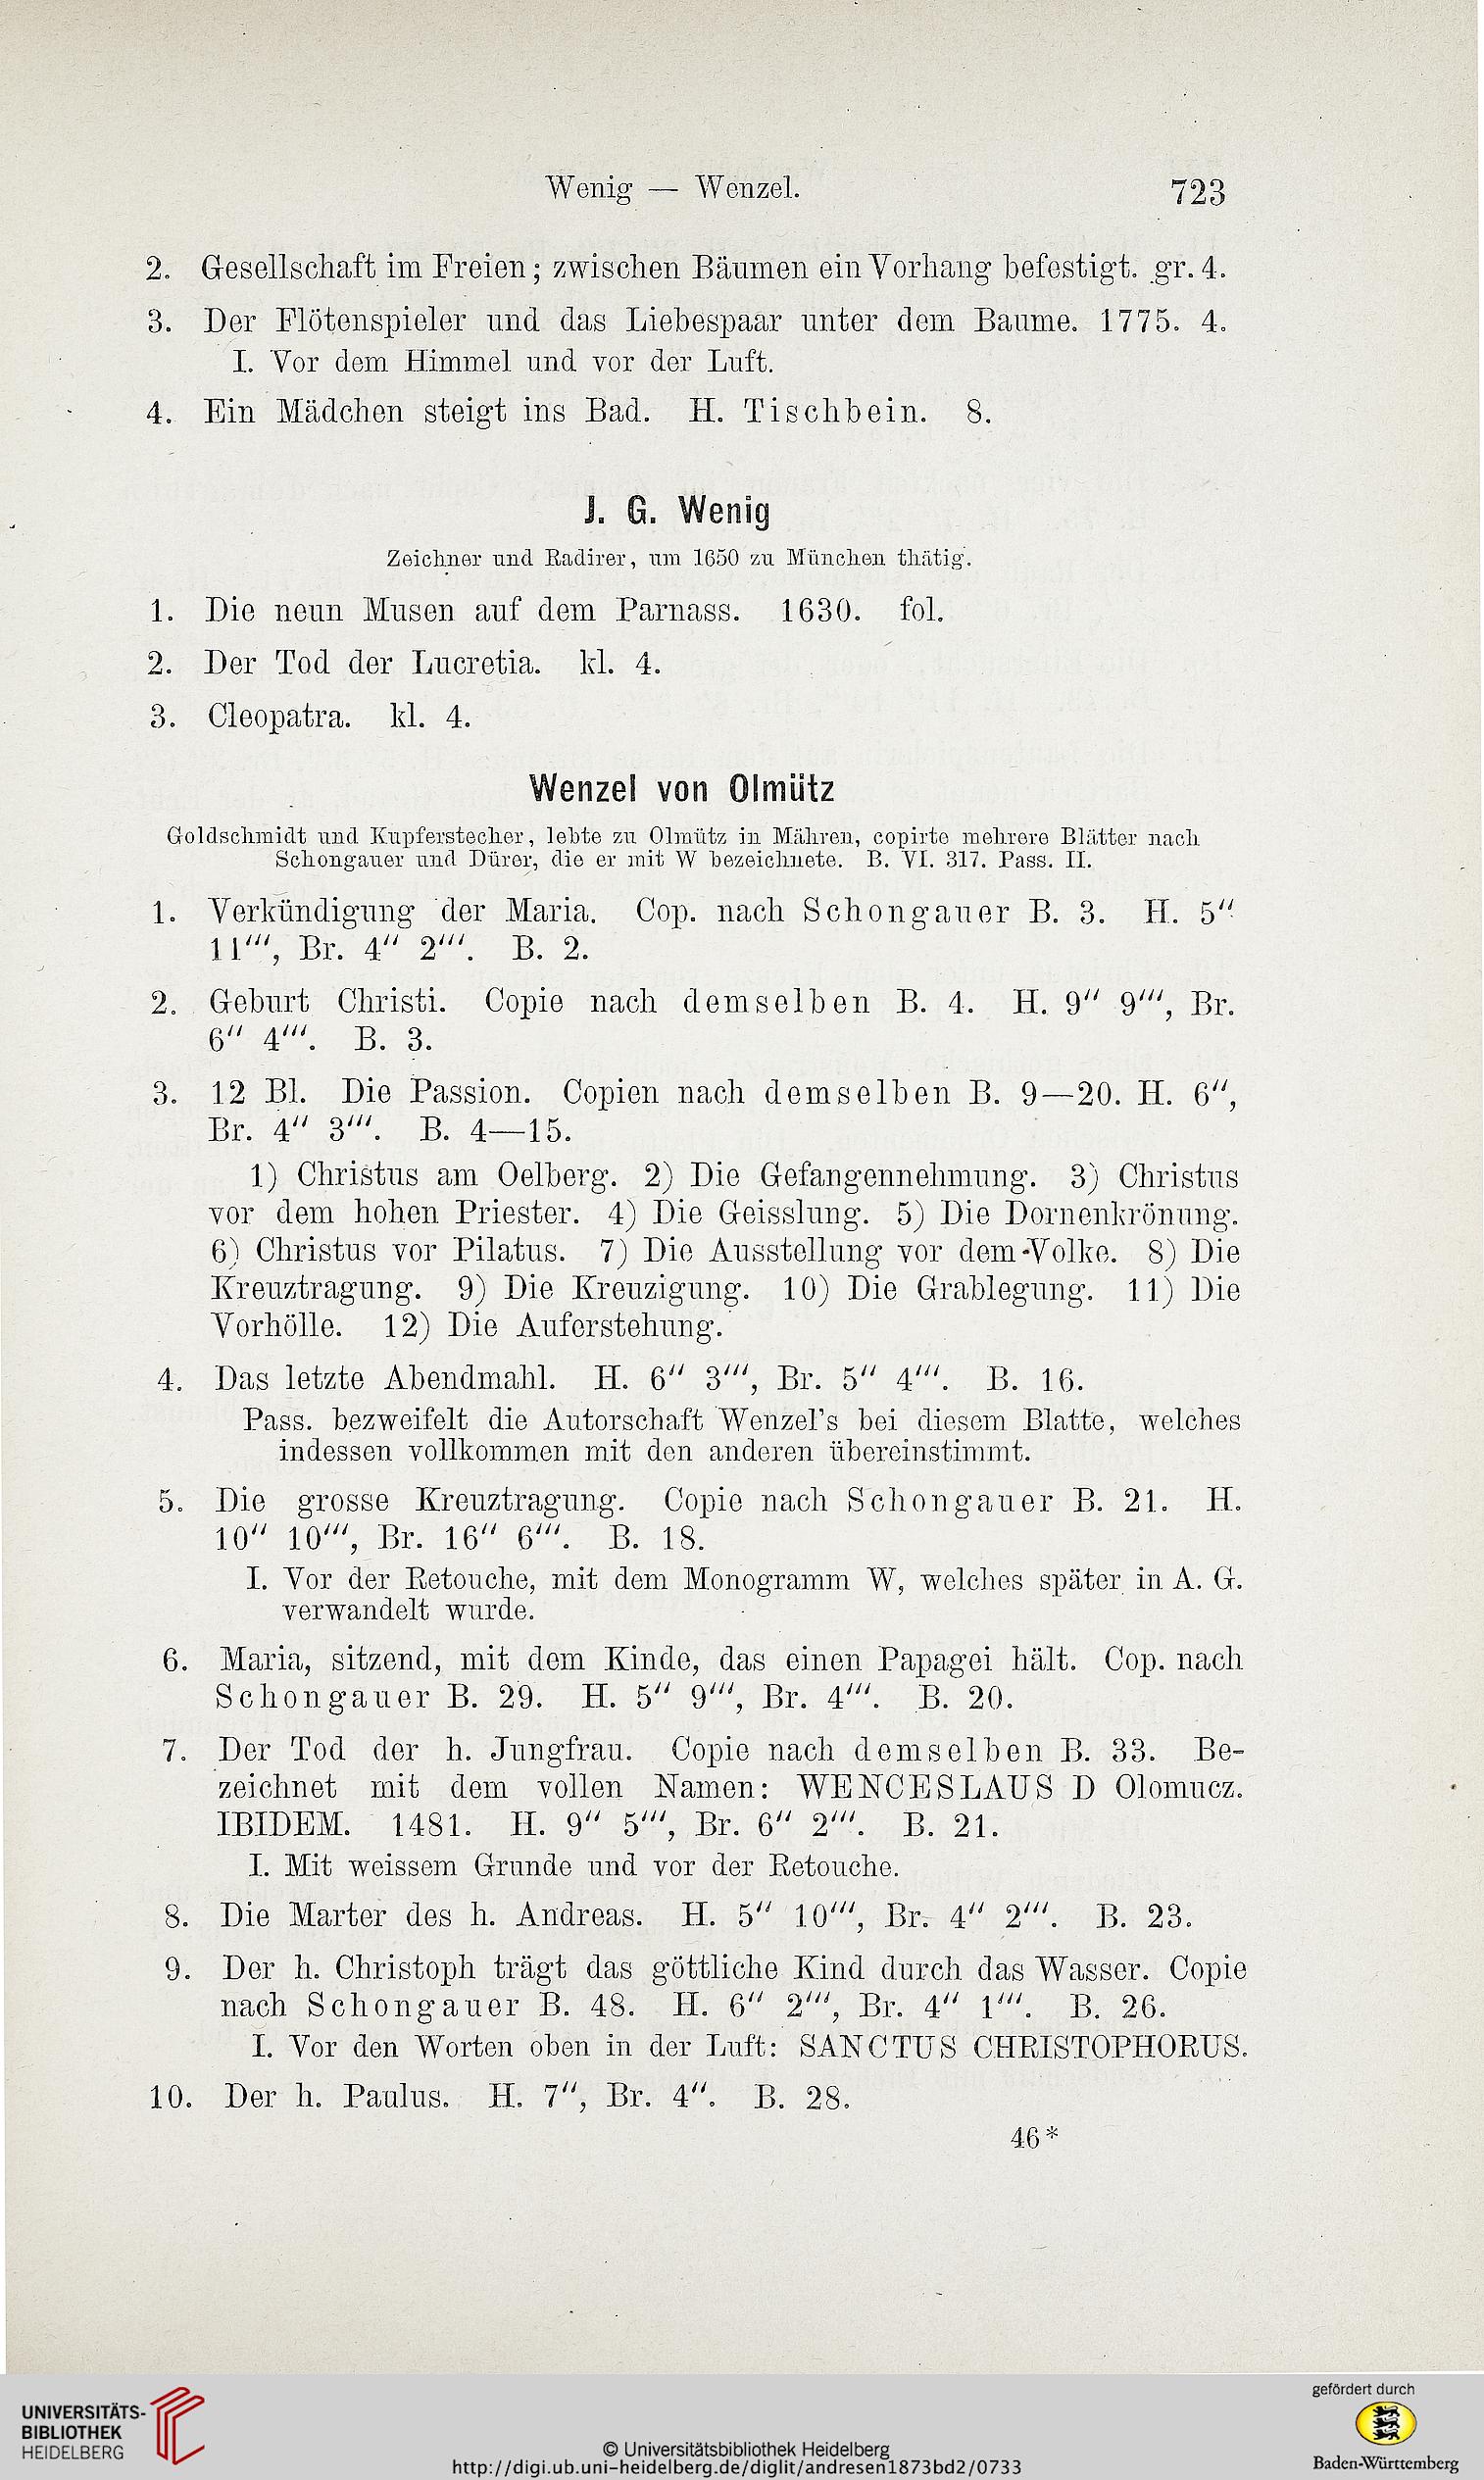 Wenig — Wenzel. 723
2. Gesellschaft im Freien; zwischen Bäumen ein Vorhang befestigt. gr. 4.
3. Der Flötenspieler und das Liebespaar unter dem Baume. 1775. 4.
I. Vor dem Himmel und vor der Luft.
4. Ein Mädchen steigt ins Bad. H. Tischbein. 8.
J. G. Wenig
Zeichner und Radirer, um 1650 zu München thätig.
1. Die neun Musen auf dem Parnass. 1630. fol.
2. Der Tod der Lucretia. kl. 4.
3. Cleopatra. kl. 4.
Wenzel von Olmütz
Goldschmidt und Kupferstecher, lebte zu Olmütz in Mähren, copirte mehrere Blätter nach
Schongauer und Dürer, die er mit W bezeichnete. B. VI. 317. Pass. II.
1. Verkündigung der Maria. Cop. nach Schongauer B. 3. H. 5"
11''', Br. 4" 2'''. B. 2.
2. Geburt Christi. Copie nach demselben B. 4. H. 9" 9''', Br.
6" 4'''. B. 3.
3. 12 Bl. Die Passion. Copien nach demselben B. 9—20. H. 6",
Br. 4" 3'''. B. 4—15.
1) Christus am Oelberg. 2) Die Gefangennehmung. 3) Christus
vor dem hohen Priester. 4) Die Geisslung. 5) Die Dornenkrönung.
6) Christus vor Pilatus. 7) Die Ausstellung vor dem Volke. 8) Die
Kreuztragung. 9) Die Kreuzigung. 10) Die Grablegung. 11) Die
Vorhölle. 12) Die Auferstehung.
4. Das letzte Abendmahl. H. 6" 3''', Br. 5" 4'''. B. 16.
Pass. bezweifelt die Autorschaft Wenzel's bei diesem Blatte, welches
indessen vollkommen mit den anderen übereinstimmt.
5. Die grosse Kreuztragung. Copie nach Schongauer B. 21. H.
10" 10''', Br. 16" 6'''. B. 18.
I. Vor der Retouche, mit dem Monogramm W, welches später in A. G.
verwandelt wurde.
6. Maria, sitzend, mit dem Kinde, das einen Papagei hält. Cop. nach
Schongauer B. 29. H. 5" 9''', Br. 4'''. B. 20.
7. Der Tod der h. Jungfrau. Copie nach demselben B. 33. Be-
zeichnet mit dem vollen Namen: WENCESLAUS D Olomucz.
IBIDEM. 1481. H. 9" 5''', Br. 6" 2'''. B. 21.
I. Mit weissem Grunde und vor der Retouche.
8. Die Marter des h. Andreas. H. 5" 10''', Br. 4" 2'''. B. 23.
9. Der h. Christoph trägt das göttliche Kind durch das Wasser. Copie
nach Schongauer B. 48. H. 6" 2''', Br. 4" 1'''. B. 26.
I. Vor den Worten oben in der Luft: SANCTUS CHRISTOPHORUS.
10. Der h. Paulus. H. 7", Br. 4". B. 28.
46*
UNIVERSITÄTS-
BIBLIOTHEK
HEIDELBERG
© Universitätsbibliothek Heidelberg
http://digi.ub.uni-heidelberg.de/diglit/andresen1873bd2/0733
gefördert durch
Baden-Württemberg